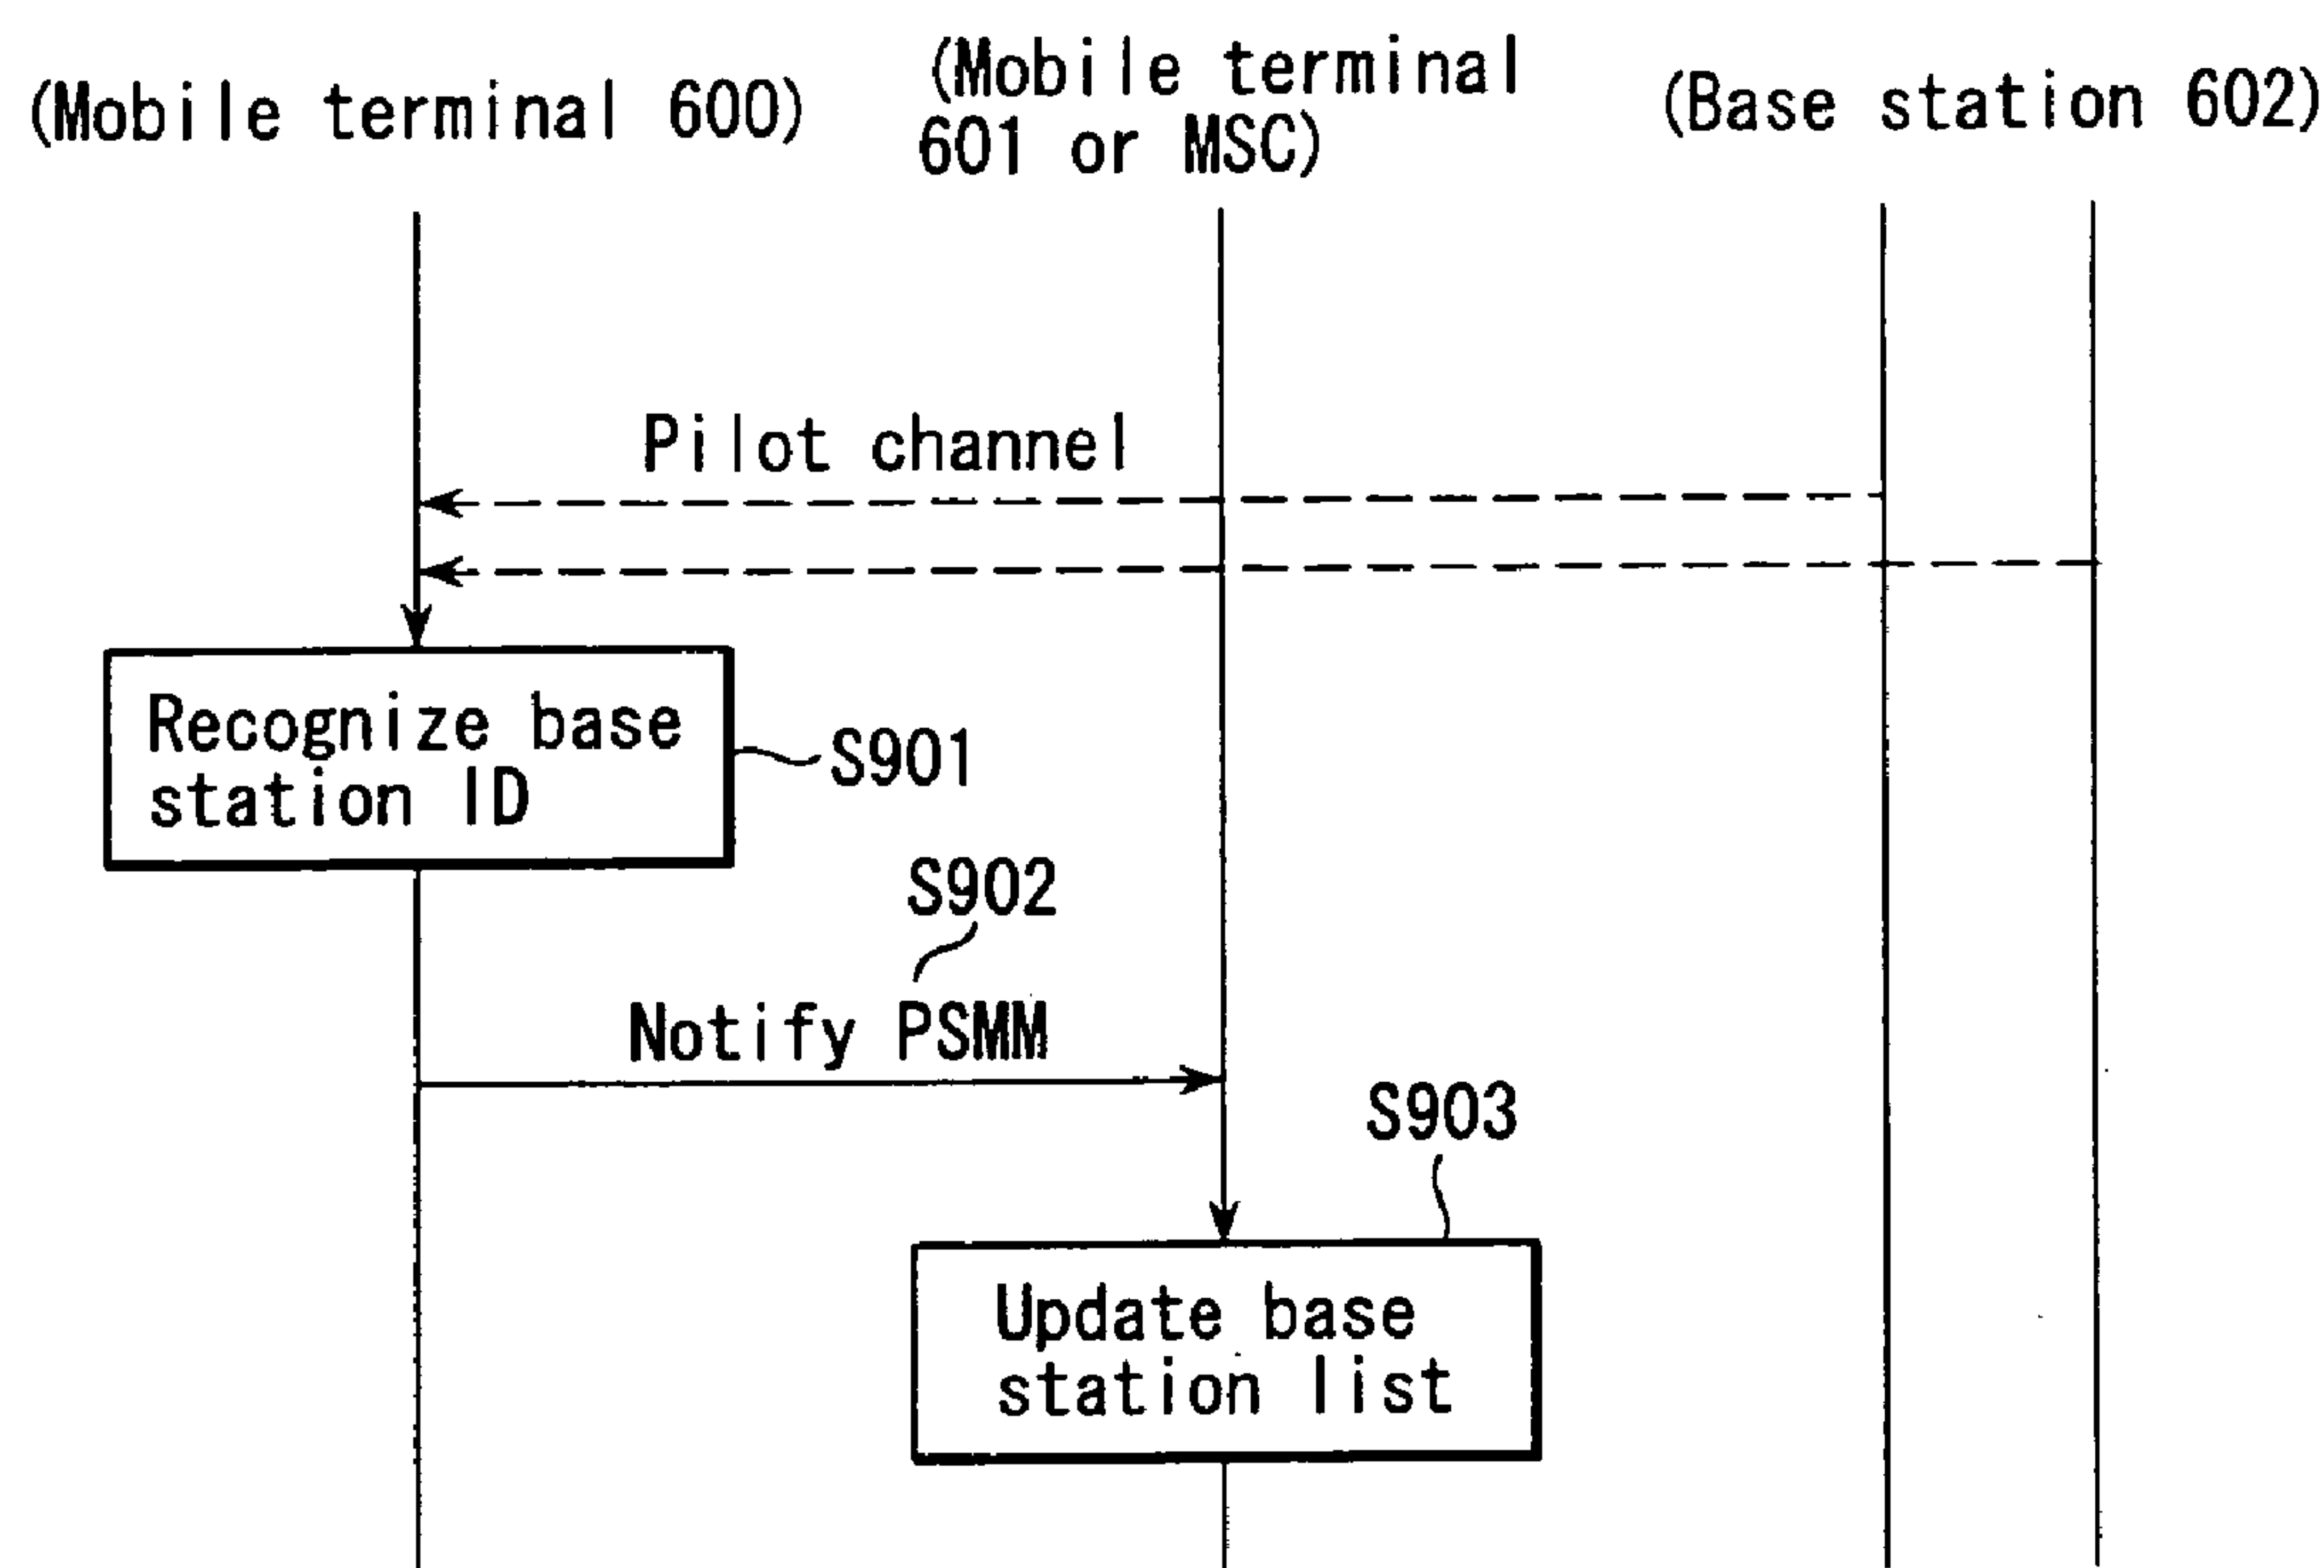 (Mobile terminal 600)
(Mobile terminal
601 or MSC)
(Base station 602)
Pilot channel
Recognize base
station ID
S901
S902
Notify PSMM
S903
Update base
station list